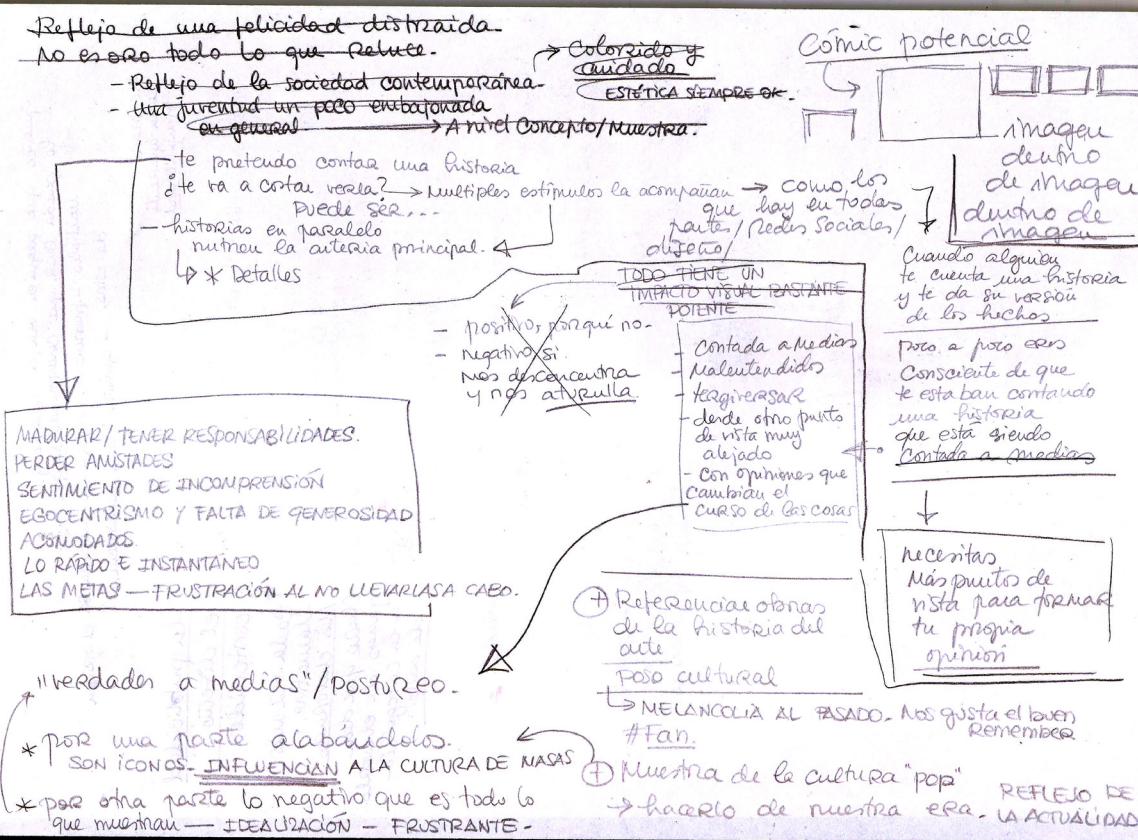 Reflejo de una felicidad distraida.
No es oro todo lo que reluce.
- Reflejo de la sociedad contemporánea.
- una juventud un poco embajonada
en general.
→ A nivel Concepto/Muestra.
→ Colorido y
cuidado
ESTÉTICA SIEMPRE OK.
Cómic potencial
imagen
dentro
de imagen
dentro de
imagen
- te pretendo contar una historia
¿te va a costar verla? → Multiples estímulos la acompañan → como los
Puede ser...
que hay en todas
partes/Redes Sociales/
diseño/
- historias en paralelo
nutren la arteria principal.
↳ * Detalles
TODO TIENE UN
IMPACTO VISUAL BASTANTE
POTENTE
- positivo, porqué no.
- negativo si
nos desconcentra
y nos aturulla.
- Contada a Medias
- Malentendidos
- tergiversar
- desde otro punto
de vista muy
alejado
- Con opiniones que
cambian el
curso de las cosas
Cuando alguien
te cuenta una historia
y te da su versión
de los hechos
poco a poco eres
Consciente de que
te estaban contando
una historia
que está siendo
contada a medias
necesitas
Más puntos de
vista para formar
tu propia
opinión
MADURAR/TENER RESPONSABILIDADES.
PERDER AMISTADES
SENTIMIENTO DE INCOMPRENSIÓN
EGOCENTRISMO Y FALTA DE GENEROSIDAD
ACOMODADOS.
LO RÁPIDO E INSTANTÁNEO
LAS METAS — FRUSTRACIÓN AL NO LLEVARLAS A CABO.
"verdades a medias"/POSTUREO.
* por una parte alabándolos.
SON ICONOS. INFLUENCIAN A LA CULTURA DE MASAS
* por otra parte lo negativo que es todo lo
que muestran — IDEALIZACIÓN - FRUSTRANTE.
+ Referenciar obras
de la historia del
arte
POSO cultural
↳ MELANCOLIA AL PASADO. Nos gusta el buen
Remember
#Fan.
+ Muestra de la cultura "pop"
→ hacerlo de nuestra era.
REFLEJO DE
LA ACTUALIDAD